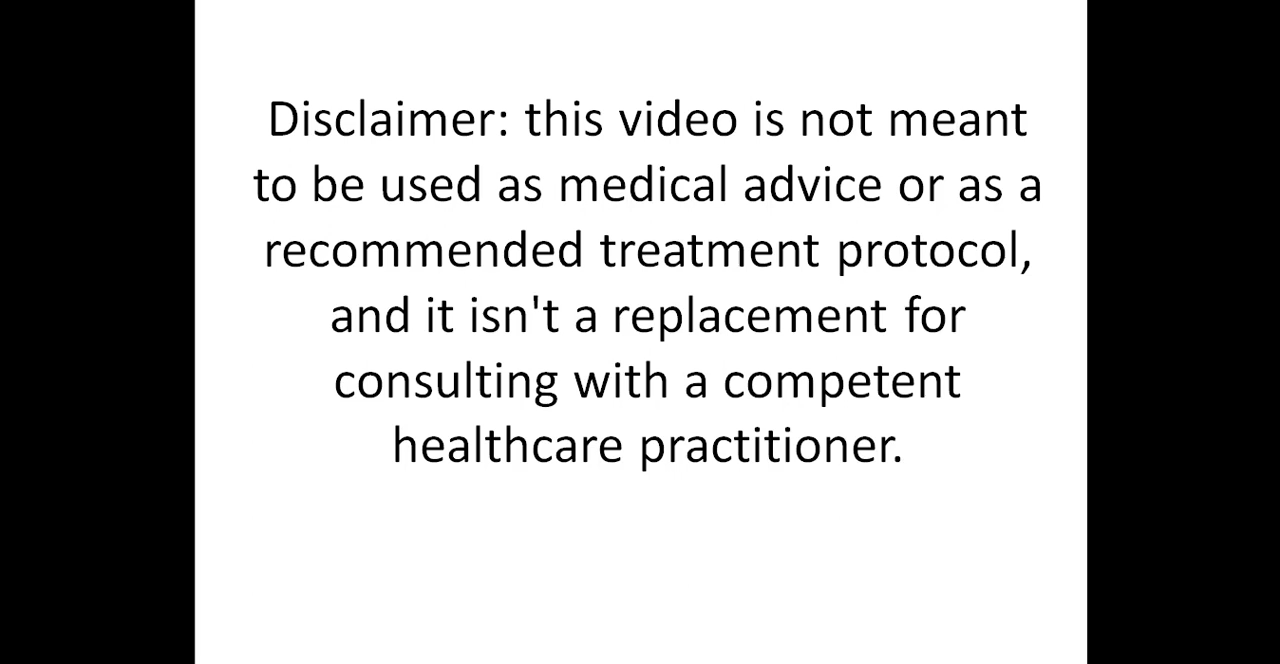 Disclaimer: this video is not meant
to be used as medical advice or as a
recommended treatment protocol,
and it isn't a replacement for
consulting with a competent
healthcare practitioner.